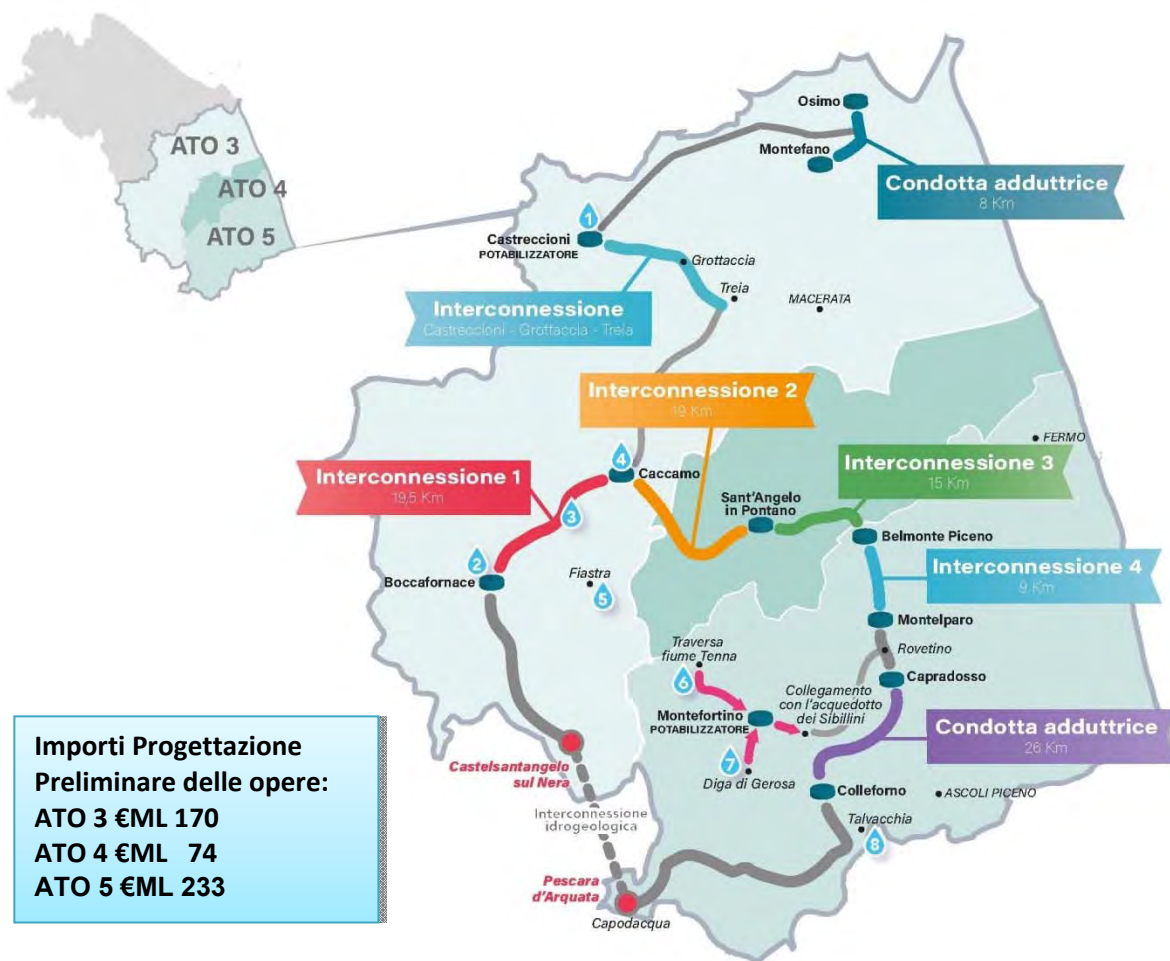 ATO 3
ATO 4
ATO 5
Osimo
Montefano
Condotta adduttrice
8 Km
1
Castreccioni
POTABILIZZATORE
Grottaccia
Treia
MACERATA
Interconnessione
Castreccioni - Grottaccia - Treia
Interconnessione 2
19 Km
FERMO
4
Caccamo
Interconnessione 3
15 Km
Interconnessione 1
19,5 Km
Sant'Angelo
in Pontano
3
Belmonte Piceno
2
Boccafornace
Fiastra
5
Interconnessione 4
9 Km
Montelparo
Traversa
fiume Tenna
Rovetino
6
Capradosso
Collegamento
con l'acquedotto
dei Sibillini
Montefortino
POTABILIZZATORE
Condotta adduttrice
26 Km
7
Diga di Gerosa
Colleforno
ASCOLI PICENO
Talvacchia
8
Castelsantangelo
sul Nera
Interconnessione
idrogeologica
Pescara
d'Arquata
Capodacqua
Importi Progettazione
Preliminare delle opere:
ATO 3 €ML 170
ATO 4 €ML 74
ATO 5 €ML 233